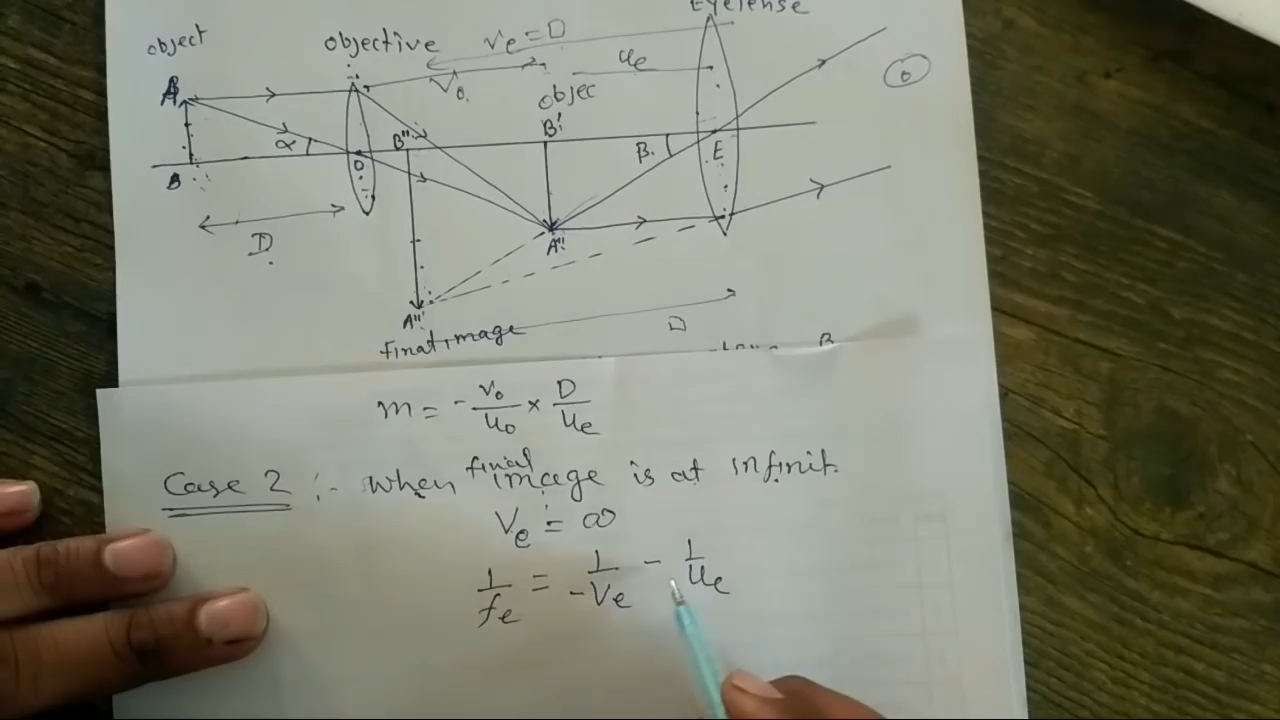 Eyelense
object
objective
Ve = D
ue
Vo.
objec
A
B''
B'
α
O
β.
E
B
D
A''
A'''
D
Final image
m = - Vo/uo × D/ue
Case 2 :- when final image is at infinit.
Ve = ∞
1/fe = 1/-Ve - 1/ue